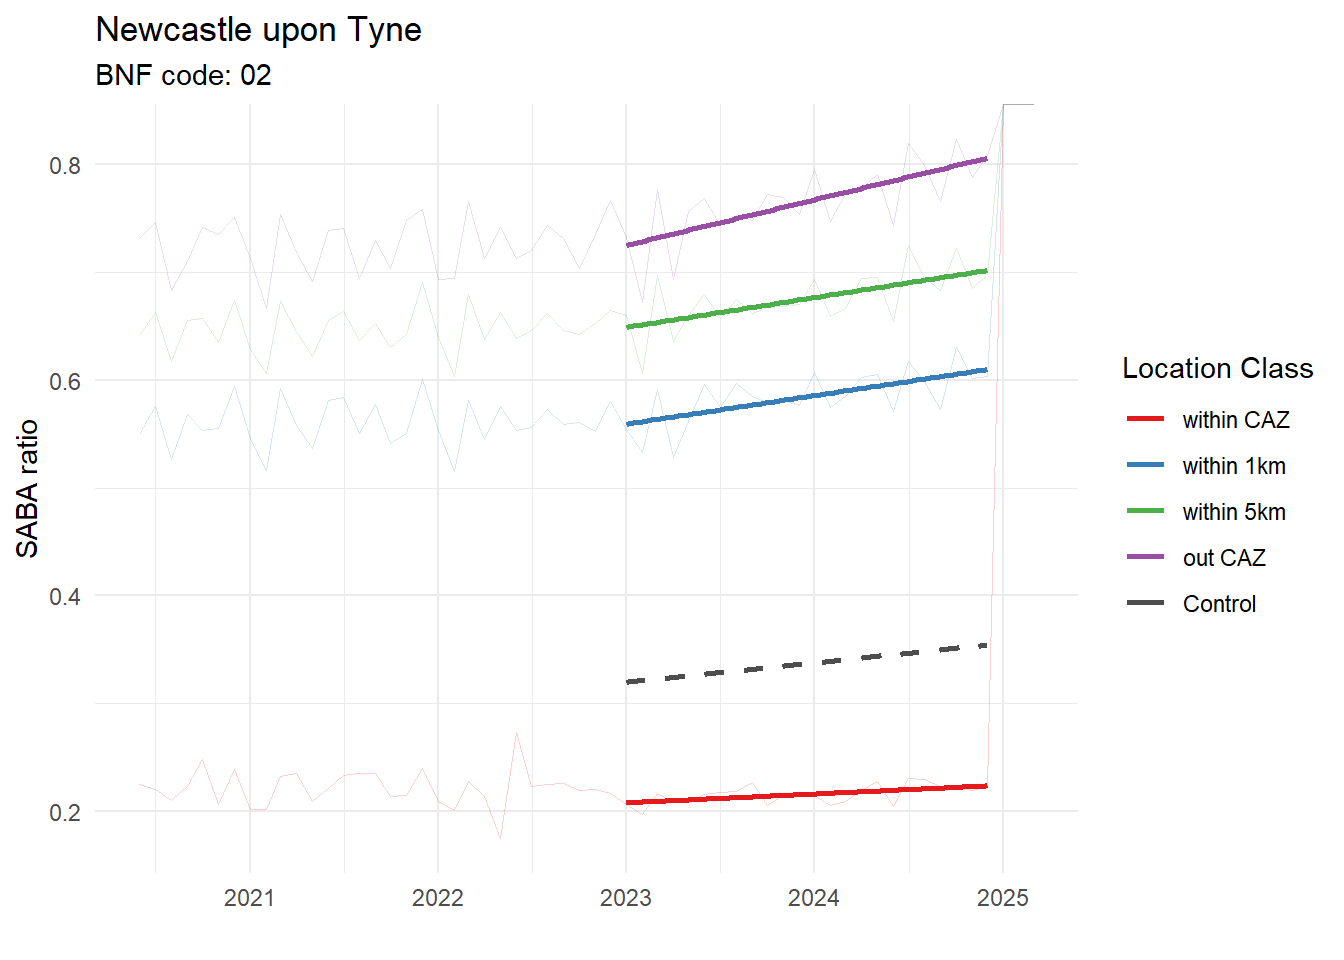 Newcastle upon Tyne
BNF code: 02
SABA ratio
0.8
0.6
0.4
0.2
2021
2022
2023
2024
2025
Location Class
within CAZ
within 1km
within 5km
out CAZ
Control